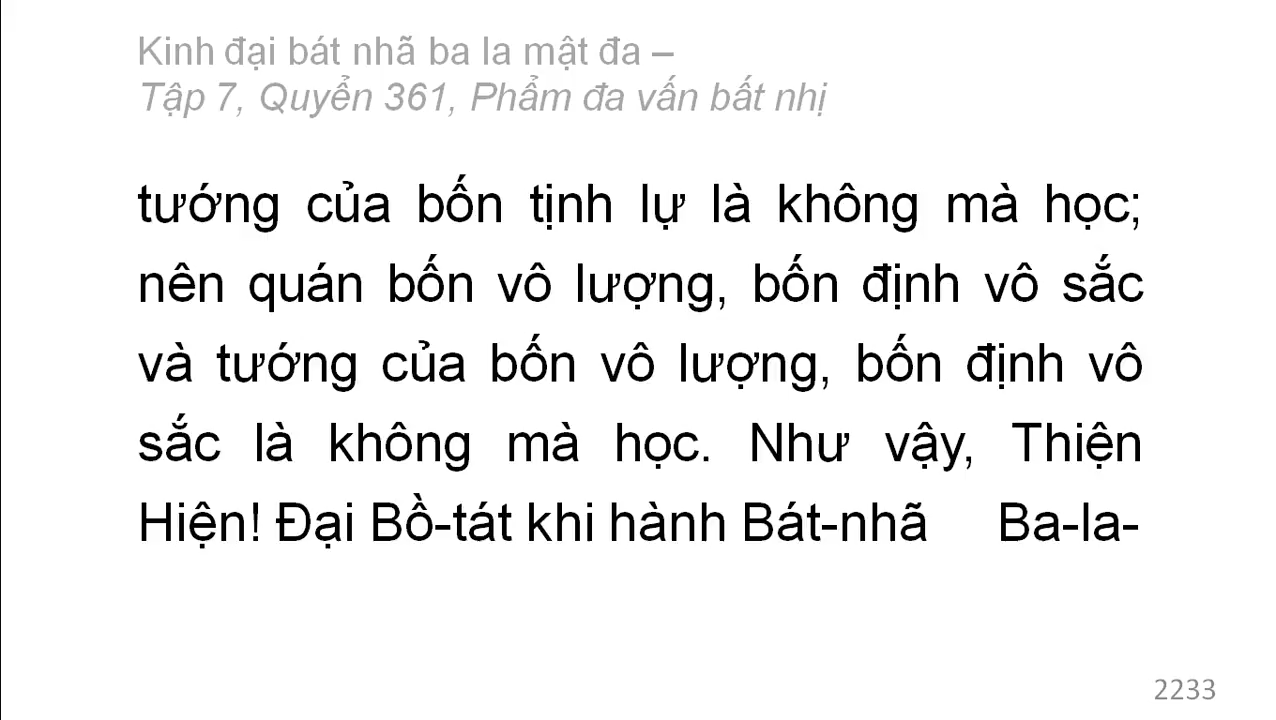 Kinh đại bát nhã ba la mật đa –
Tập 7, Quyển 361, Phẩm đa vấn bất nhị
tướng của bốn tịnh lự là không mà học;
nên quán bốn vô lượng, bốn định vô sắc
và tướng của bốn vô lượng, bốn định vô
sắc là không mà học. Như vậy, Thiện
Hiện! Đại Bồ-tát khi hành Bát-nhã Ba-la-
2233